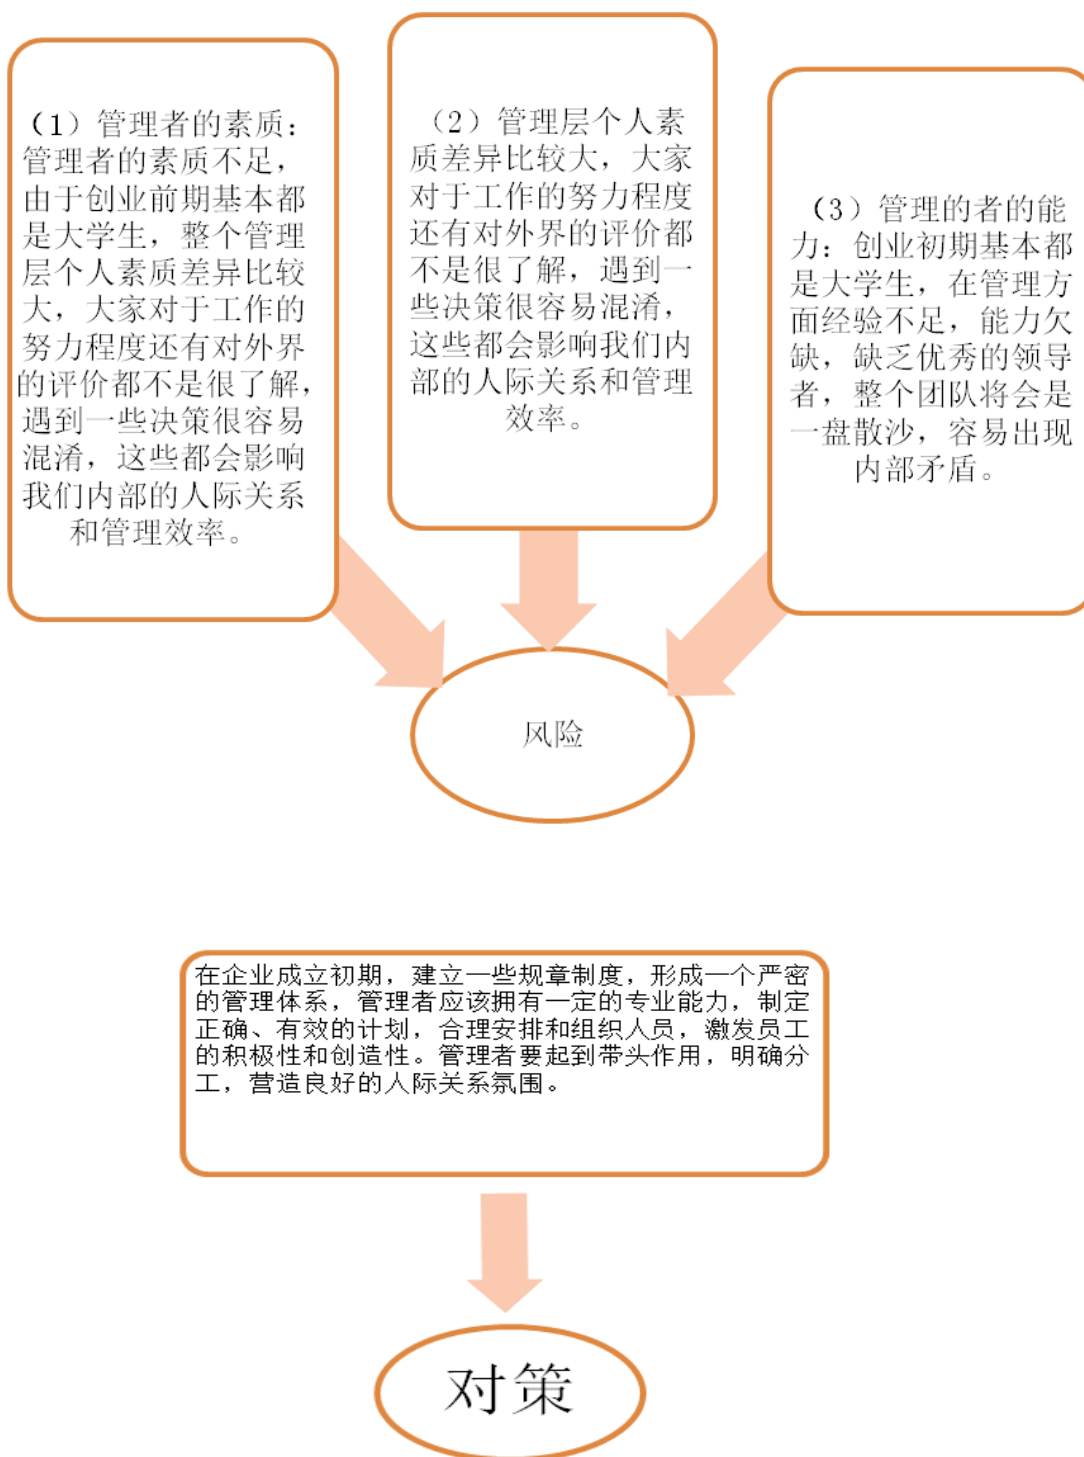 （1）管理者的素质：
管理者的素质不足，
由于创业前期基本都
是大学生，整个管理
层个人素质差异比较
大，大家对于工作的
努力程度还有对外界
的评价都不是很了解，
遇到一些决策很容易
混淆，这些都会影响
我们内部的人际关系
和管理效率。
（2）管理层个人素
质差异比较大，大家
对于工作的努力程度
还有对外界的评价都
不是很了解，遇到一
些决策很容易混淆，
这些都会影响我们内
部的人际关系和管理
效率。
（3）管理的者的能
力：创业初期基本都
是大学生，在管理方
面经验不足，能力欠
缺，缺乏优秀的领导
者，整个团队将会是
一盘散沙，容易出现
内部矛盾。
风险
在企业成立初期，建立一些规章制度，形成一个严密
的管理体系，管理者应该拥有一定的专业能力，制定
正确、有效的计划，合理安排和组织人员，激发员工
的积极性和创造性。管理者要起到带头作用，明确分
工，营造良好的人际关系氛围。
对策